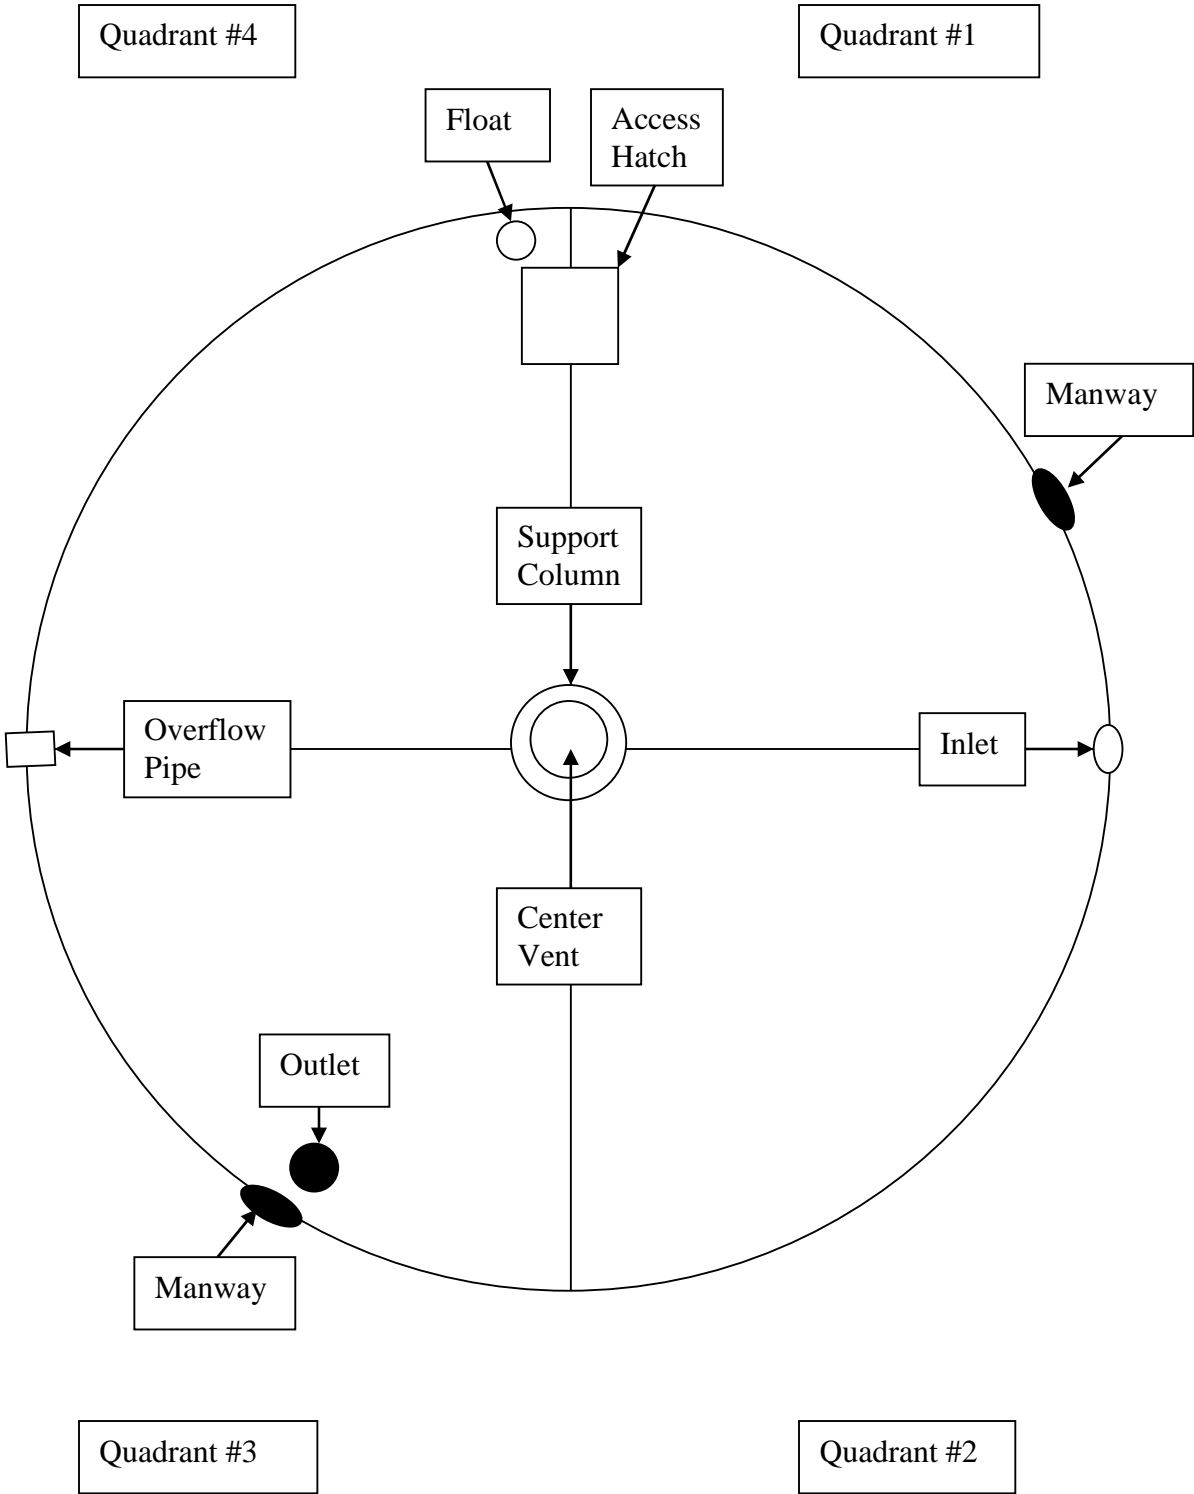 Quadrant #4
Quadrant #1
Float
Access
Hatch
Manway
Support
Column
Overflow
Pipe
Inlet
Center
Vent
Outlet
Manway
Quadrant #3
Quadrant #2